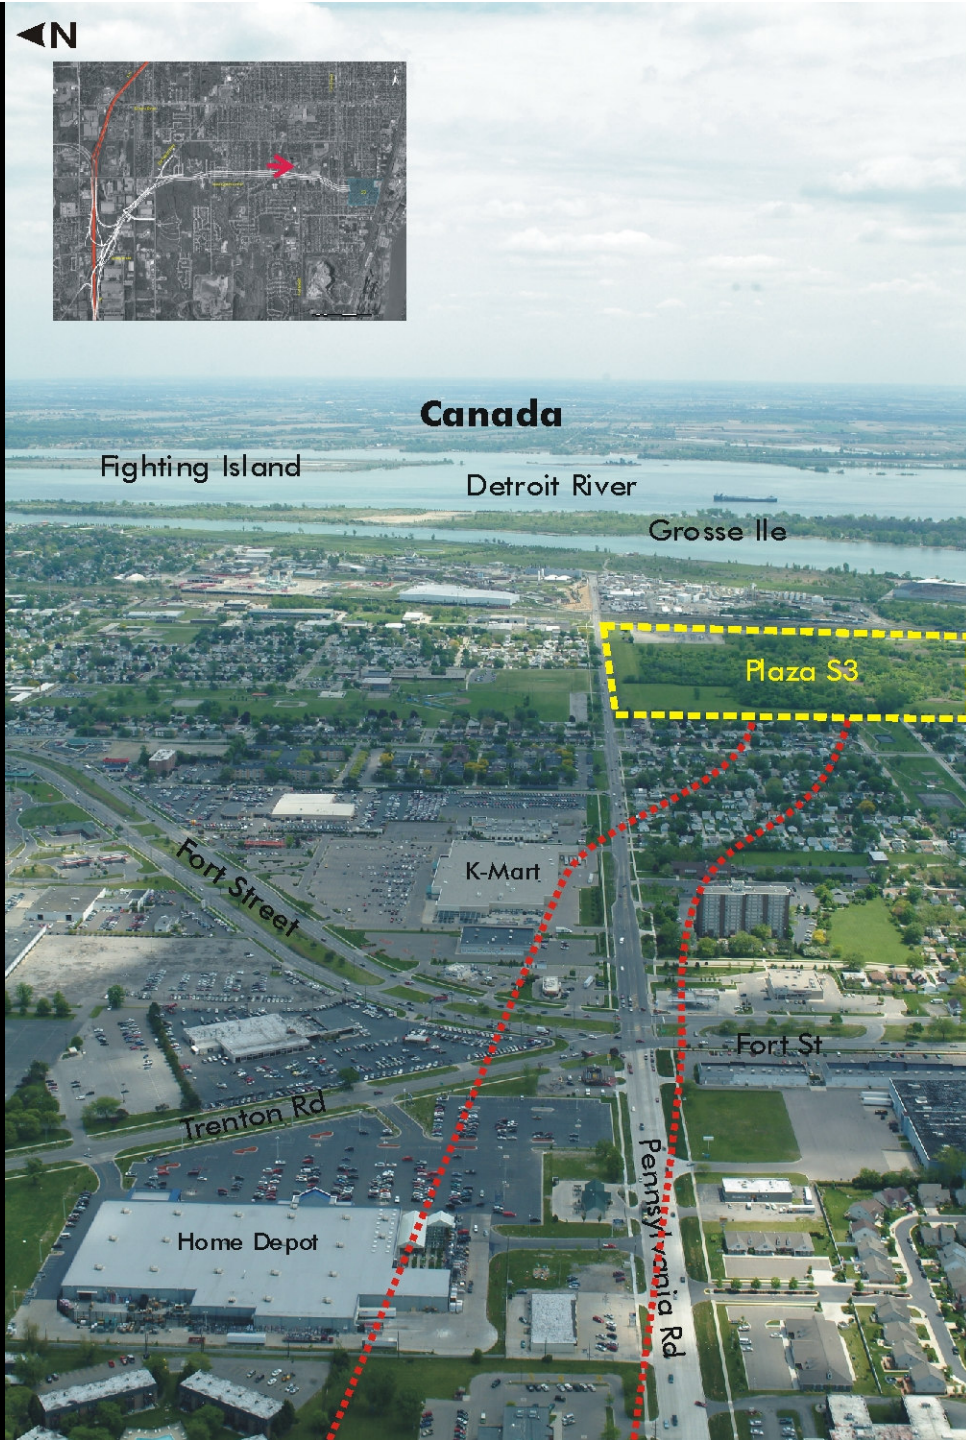 N
Canada
Fighting Island
Detroit River
Grosse Ile
Plaza S3
K-Mart
Fort Street
Fort St
Trenton Rd
Pennsylvania Rd
Home Depot